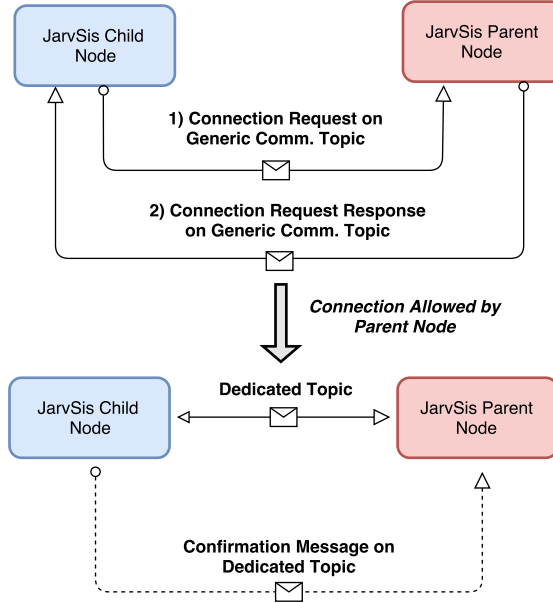 JarvSis Child
Node
JarvSis Parent
Node
1) Connection Request on
Generic Comm. Topic
2) Connection Request Response
on Generic Comm. Topic
Connection Allowed by
Parent Node
JarvSis Child
Node
Dedicated Topic
JarvSis Parent
Node
Confirmation Message on
Dedicated Topic